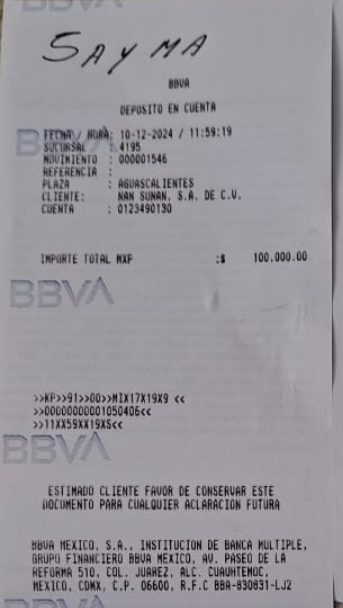 BBVA
SAYMA
BBVA
DEPOSITO EN CUENTA
FECHA / HORA: 10-12-2024 / 11:59:19
SUCURSAL : 4195
MOVIMIENTO : 000001546
REFERENCIA :
PLAZA : AGUASCALIENTES
CLIENTE: NAN SUNAN, S.A. DE C.V.
CUENTA : 0123490130
BBVA
IMPORTE TOTAL MXP :$ 100,000.00
BBVA
>>KP>>91>>00>>MIX17X19X9 <<
>>00000000001050406<<
>>11XX59XX19XS<<
BBVA
ESTIMADO CLIENTE FAVOR DE CONSERVAR ESTE
DOCUMENTO PARA CUALQUIER ACLARACION FUTURA
BBVA MEXICO, S.A., INSTITUCION DE BANCA MULTIPLE,
GRUPO FINANCIERO BBVA MEXICO, AV. PASEO DE LA
REFORMA 510, COL. JUAREZ, ALC. CUAUHTEMOC,
MEXICO, CDMX, C.P. 06600, R.F.C BBA-830831-LJ2
BBVA